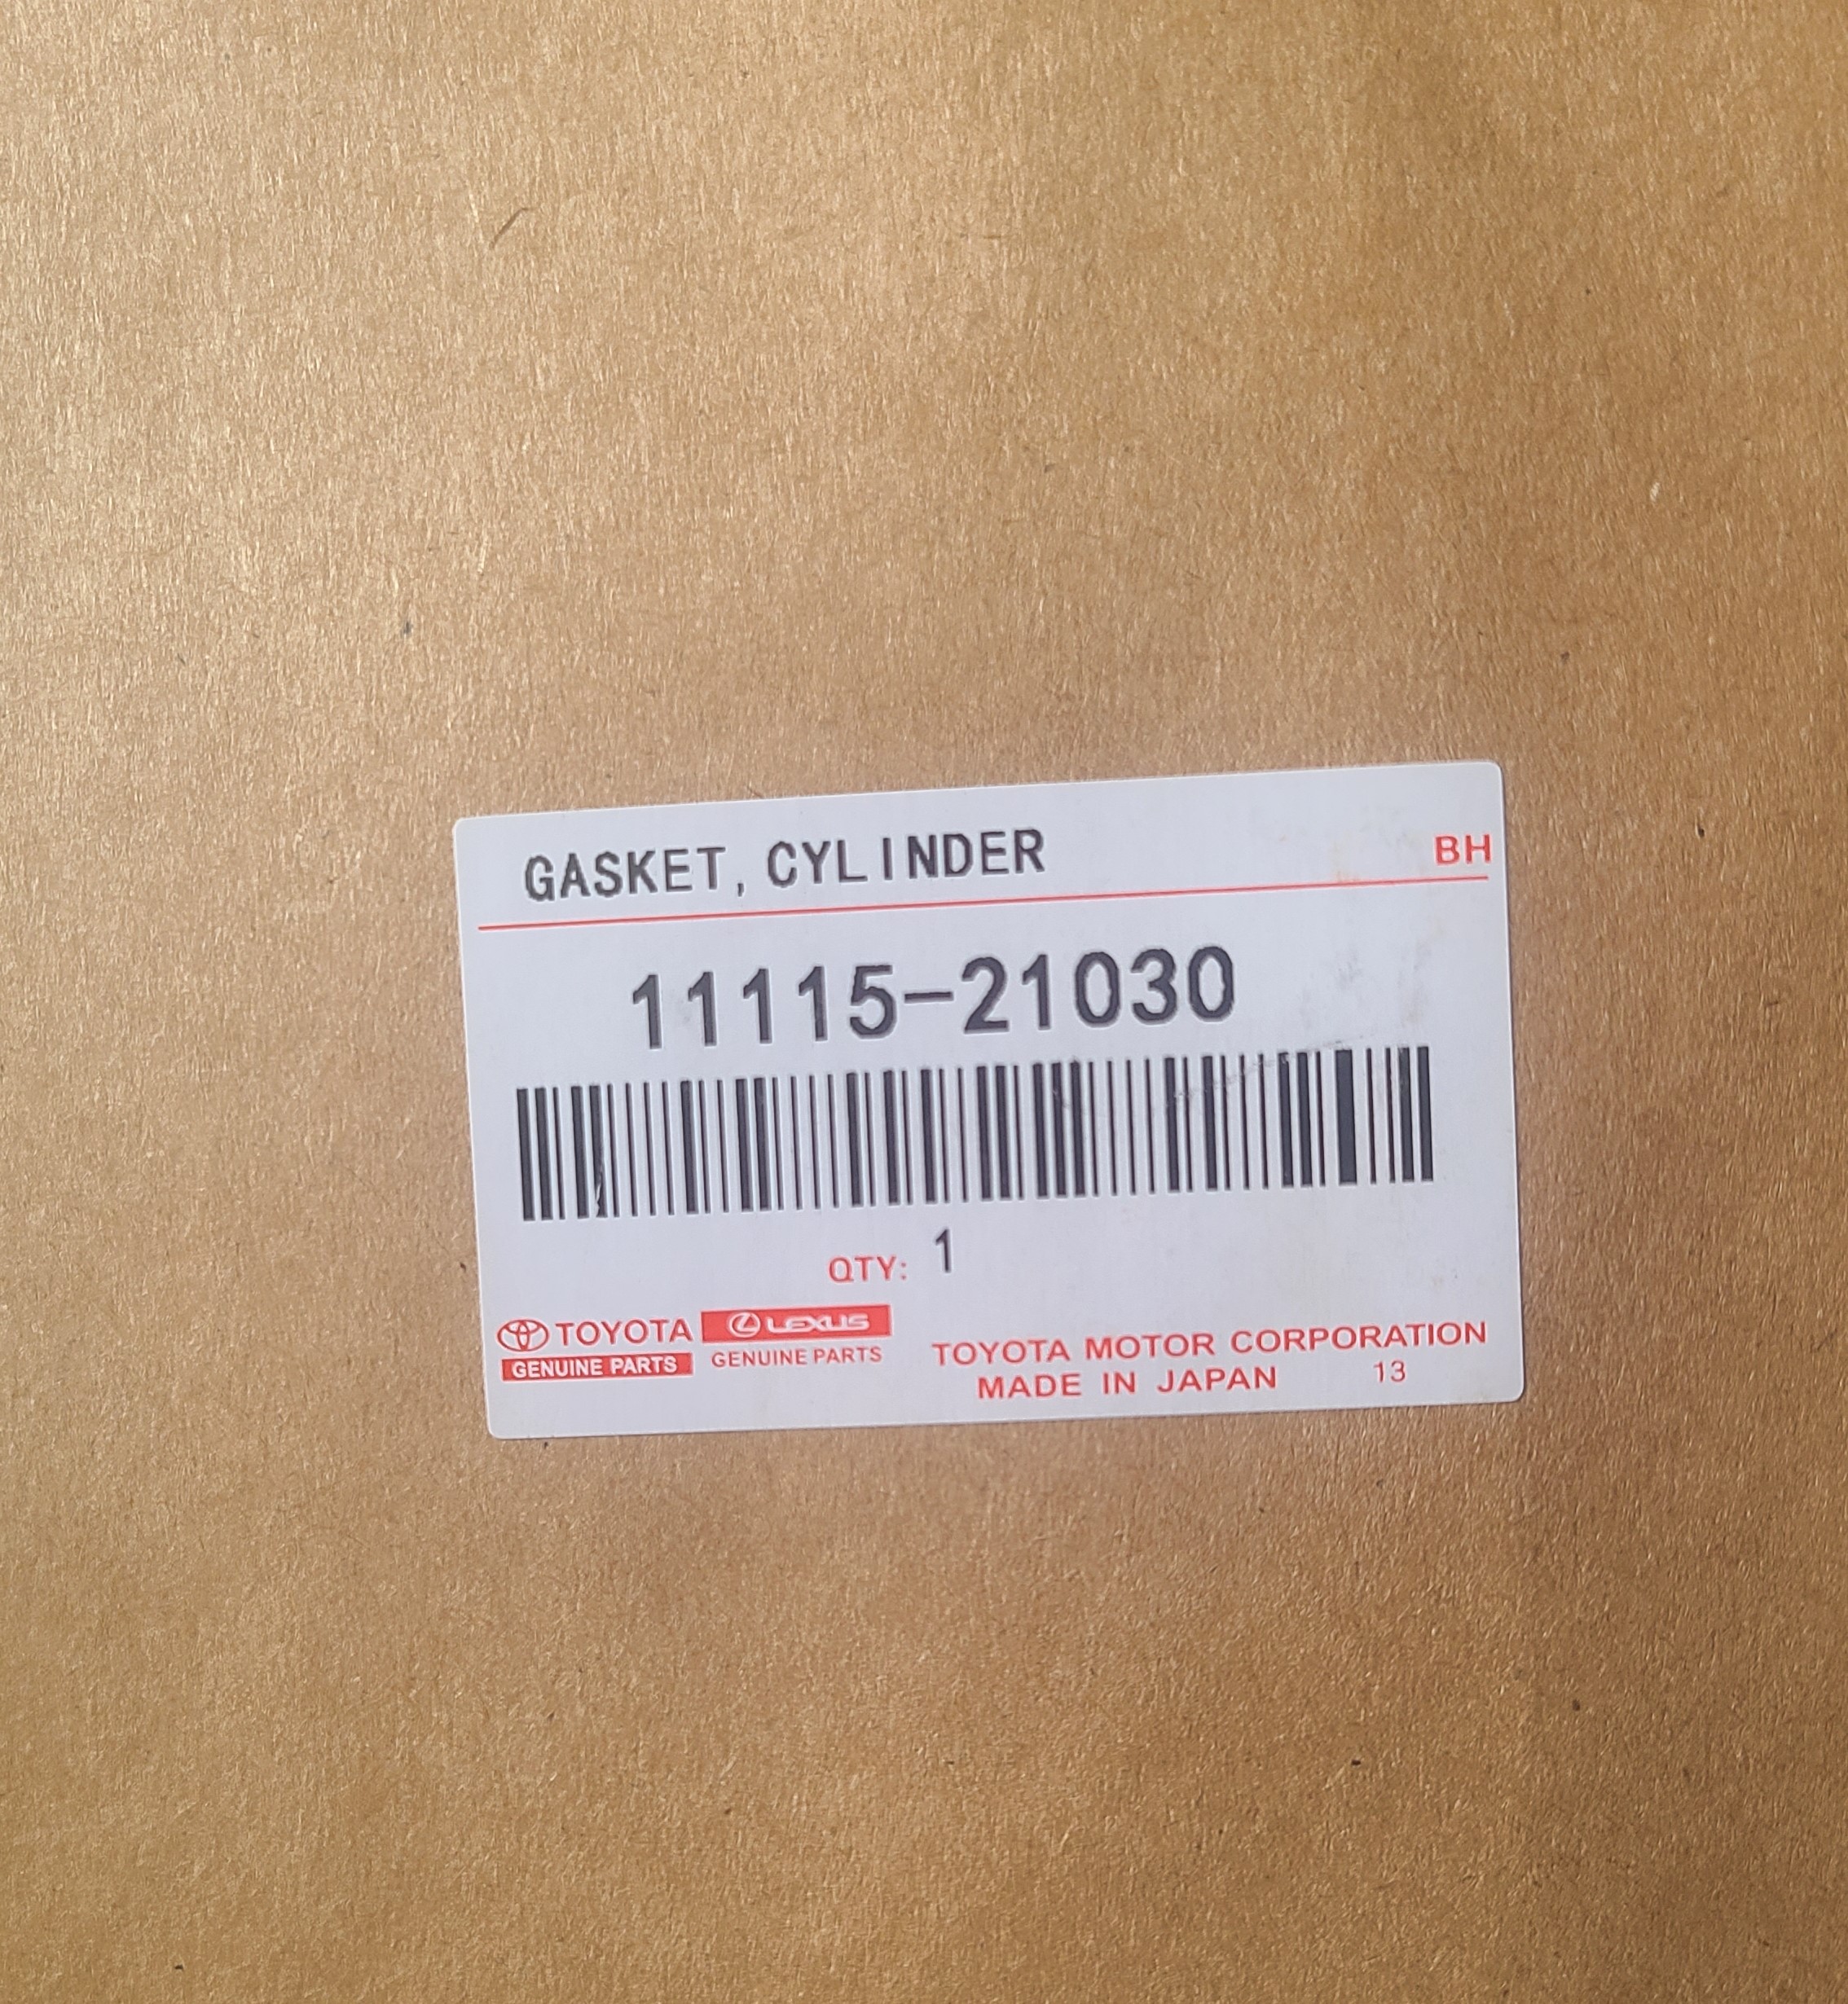 GASKET, CYLINDER BH
11115-21030
QTY: 1
TOYOTA LEXUS
GENUINE PARTS GENUINE PARTS
TOYOTA MOTOR CORPORATION
MADE IN JAPAN 13